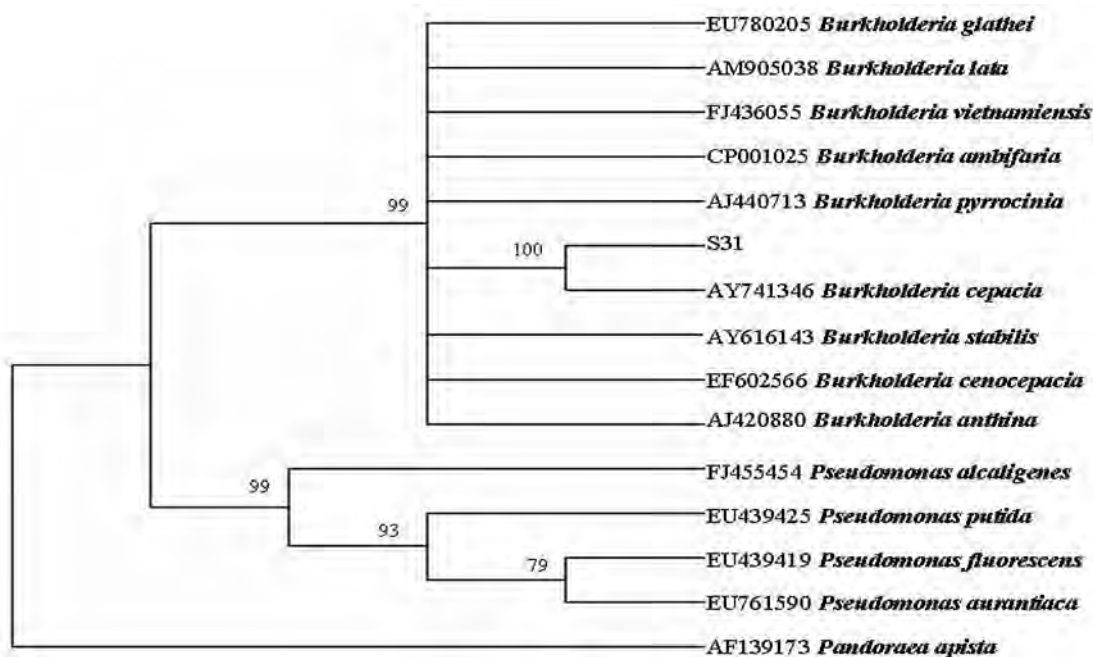 EU780205 Burkholderia glathei
AM905038 Burkholderia lata
FJ436055 Burkholderia vietnamiensis
CP001025 Burkholderia ambifaria
99
AJ440713 Burkholderia pyrrocinia
S31
100
AY741346 Burkholderia cepacia
AY616143 Burkholderia stabilis
EF602566 Burkholderia cenocepacia
AJ420880 Burkholderia anthina
FJ455454 Pseudomonas alcaligenes
99
EU439425 Pseudomonas putida
93
EU439419 Pseudomonas fluorescens
79
EU761590 Pseudomonas aurantiaca
AF139173 Pandoraea apista